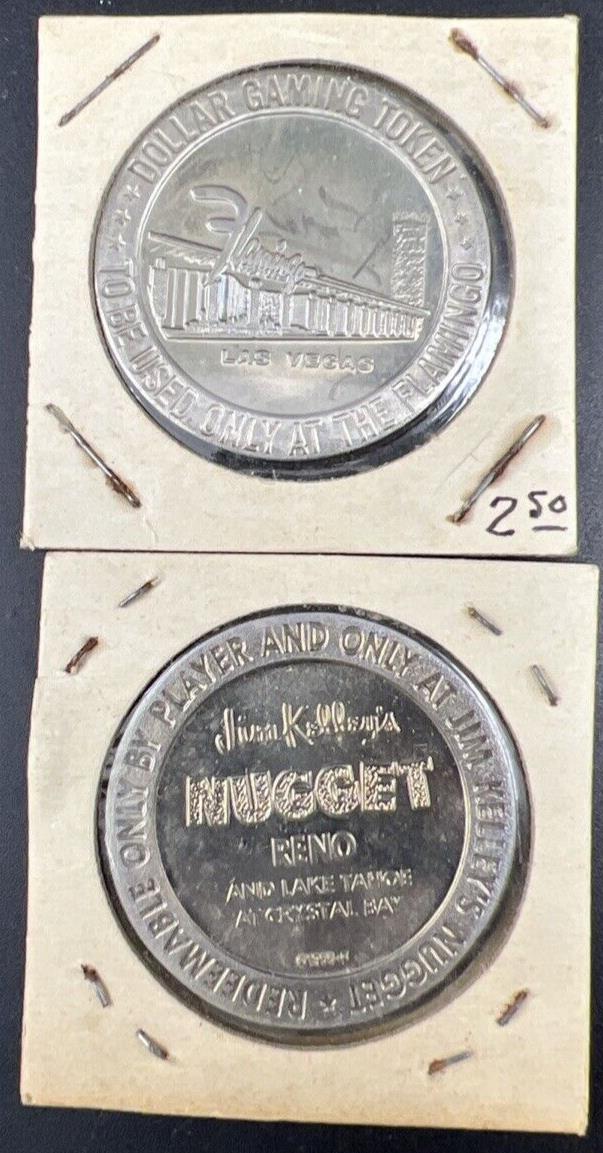 DOLLAR GAMING TOKEN
TO BE USED ONLY AT THE FLAMINGO
Flamingo
LAS VEGAS
2 50
REDEEMABLE ONLY BY PLAYER AND ONLY AT JIM KELLEY'S NUGGET
Jim Kelley's
NUGGET
RENO
AND LAKE TAHOE
AT CRYSTAL BAY